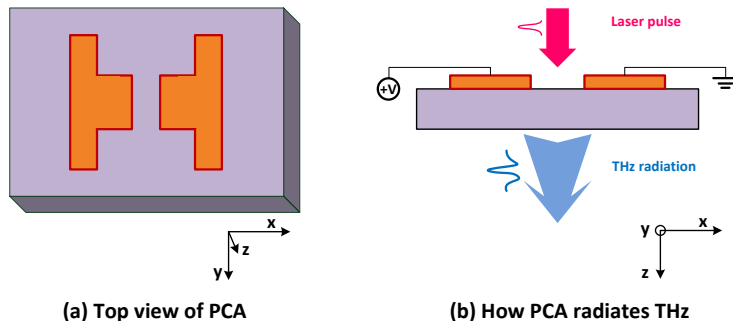 x
z
y
(a) Top view of PCA
Laser pulse
+V
THz radiation
y
x
z
(b) How PCA radiates THz